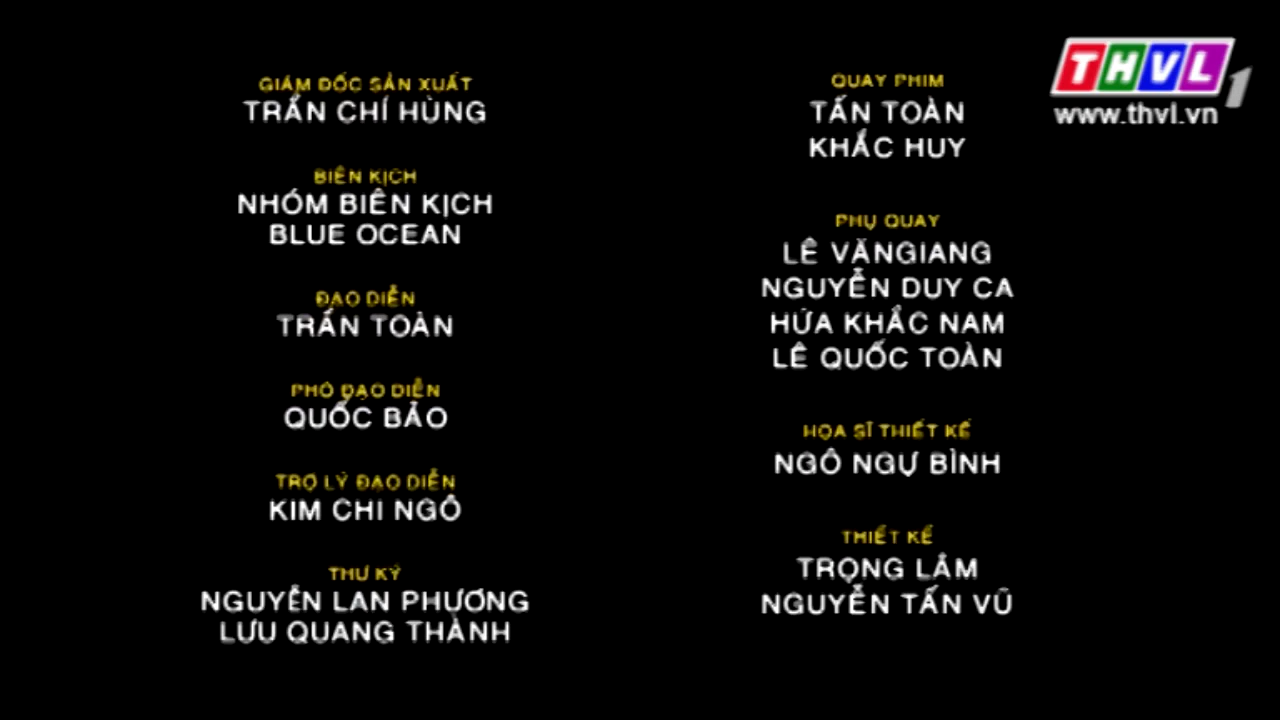 GIÁM ĐỐC SẢN XUẤT
TRẦN CHÍ HÙNG
BIÊN KỊCH
NHÓM BIÊN KỊCH
BLUE OCEAN
ĐẠO DIỄN
TRẤN TOÀN
PHÓ ĐẠO DIỄN
QUỐC BẢO
TRỢ LÝ ĐẠO DIỄN
KIM CHI NGÔ
THƯ KÝ
NGUYỄN LAN PHƯƠNG
LƯU QUANG THÀNH
QUAY PHIM
TẤN TOÀN
KHẮC HUY
PHỤ QUAY
LÊ VĂNGIANG
NGUYỄN DUY CA
HỨA KHẮC NAM
LÊ QUỐC TOÀN
HỌA SĨ THIẾT KẾ
NGÔ NGỰ BÌNH
THIẾT KẾ
TRỌNG LÂM
NGUYỄN TẤN VŨ
THVL1
www.thvl.vn